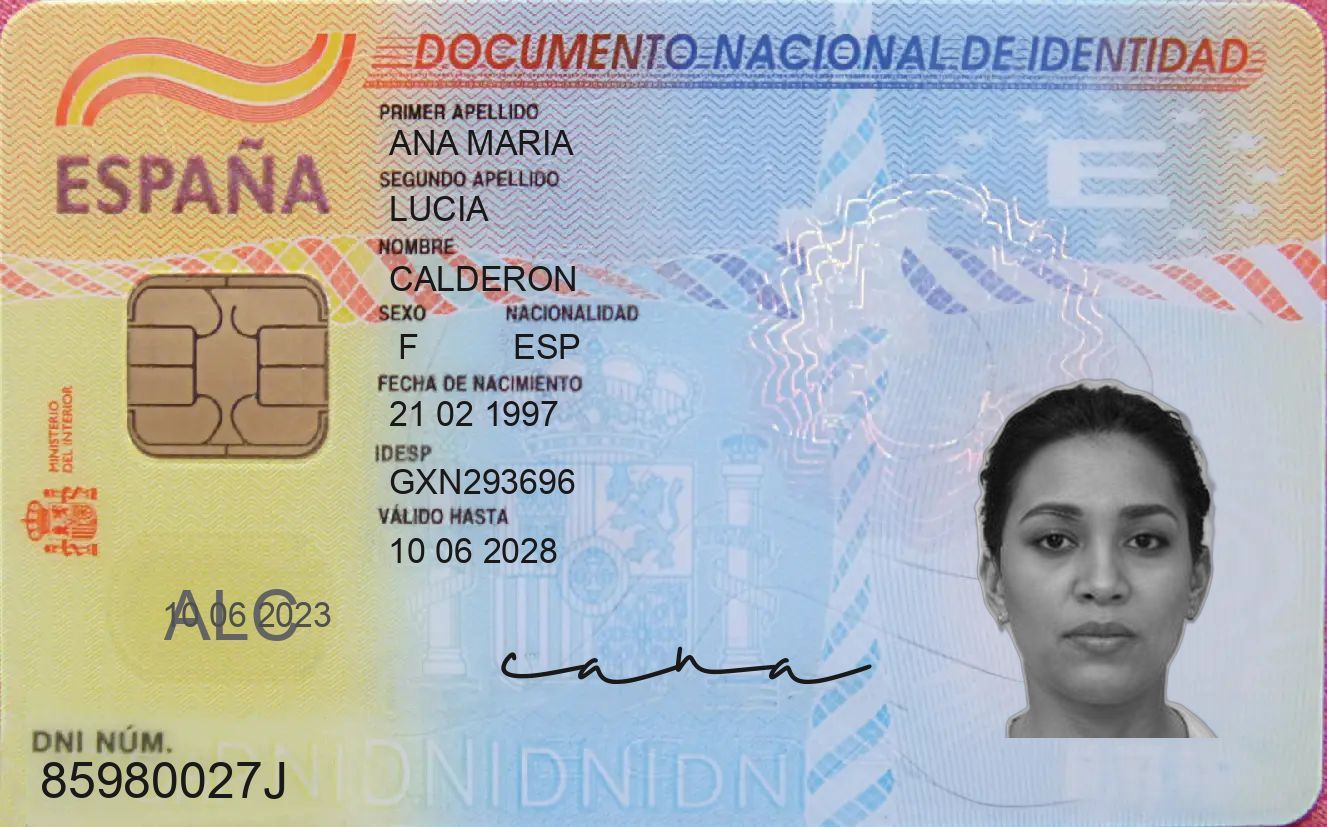 DOCUMENTO NACIONAL DE IDENTIDAD
ESPAÑA
PRIMER APELLIDO
ANA MARIA
SEGUNDO APELLIDO
LUCIA
NOMBRE
CALDERON
SEXO NACIONALIDAD
F ESP
FECHA DE NACIMIENTO
21 02 1997
IDESP
GXN293696
VÁLIDO HASTA
10 06 2028
MINISTERIO
DEL INTERIOR
E
ALC
10 06 2023
cana
DNI NÚM.
85980027J
DNIDNIDNIDNI